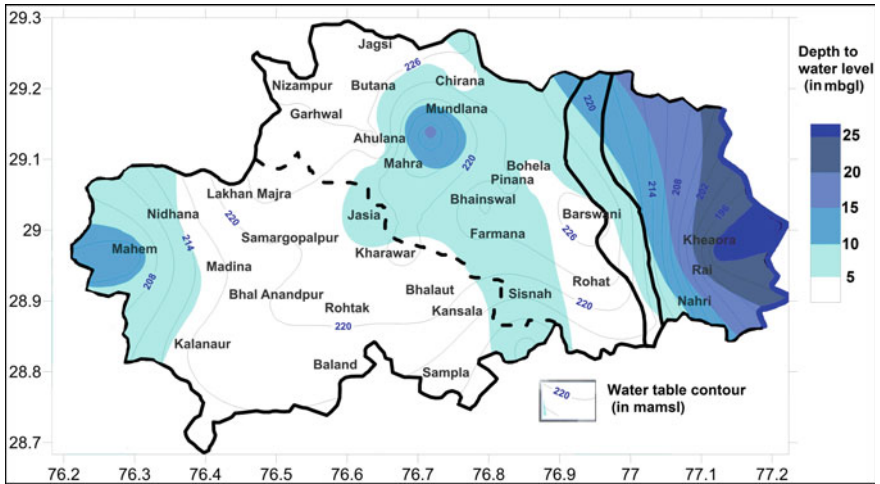 29.3
29.2
29.1
29
28.9
28.8
28.7
76.2 76.3 76.4 76.5 76.6 76.7 76.8 76.9 77 77.1 77.2
Jagsi
226
Chirana
Nizampur
Butana
Garhwal
Mundlana
220
Ahulana
Mahra
220
Bohela
Pinana
Lakhan Majra
Bhainswal
214
208
202
196
Nidhana
220
Jasia
Barswani
226
Samargopalpur
Farmana
Kheaora
214
Mahem
Kharawar
Madina
Rai
208
Bhal Anandpur
Bhalaut
Sisnah
Rohat
Nahri
Rohtak
Kansala
220
220
Kalanaur
Baland
Sampla
Depth to
water level
(in mbgl)
25
20
15
10
5
220
Water table contour
(in mamsl)